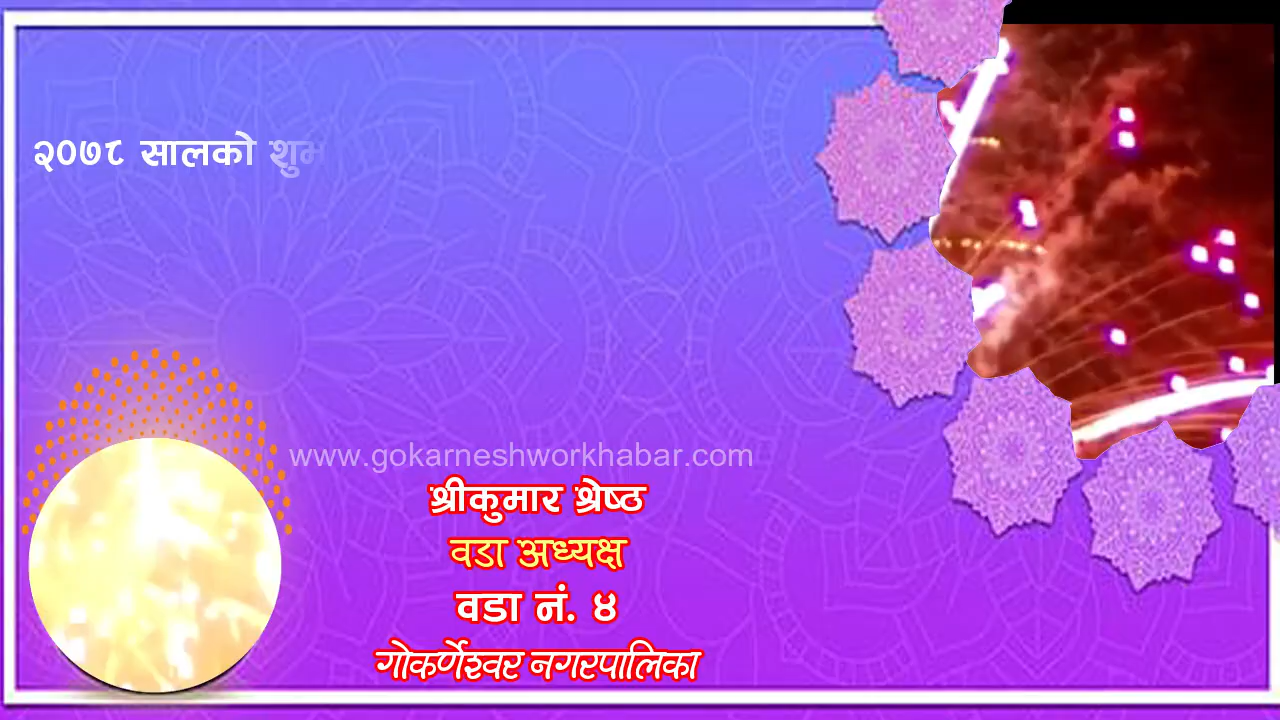 २०७८ सालको शुभ
www.gokarneshworkhabar.com
श्रीकुमार श्रेष्ठ
वडा अध्यक्ष
वडा नं. ४
गोकर्णेश्वर नगरपालिका